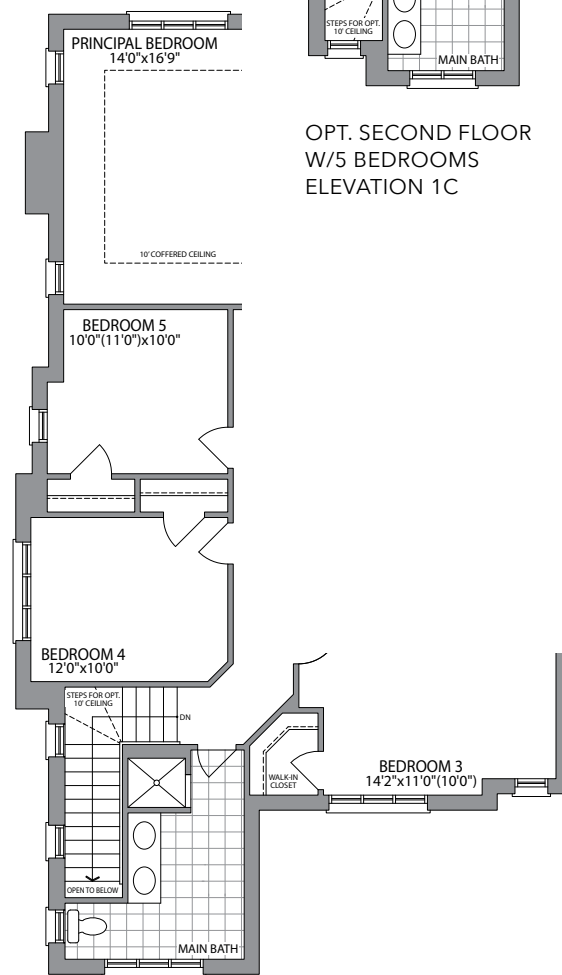 STEPS FOR OPT.
10' CEILING
MAIN BATH
OPT. SECOND FLOOR
W/5 BEDROOMS
ELEVATION 1C
PRINCIPAL BEDROOM
14'0"x16'9"
10' COFFERED CEILING
BEDROOM 5
10'0"(11'0")x10'0"
BEDROOM 4
12'0"x10'0"
STEPS FOR OPT.
10' CEILING
DN
WALK-IN
CLOSET
BEDROOM 3
14'2"x11'0"(10'0")
OPEN TO BELOW
MAIN BATH